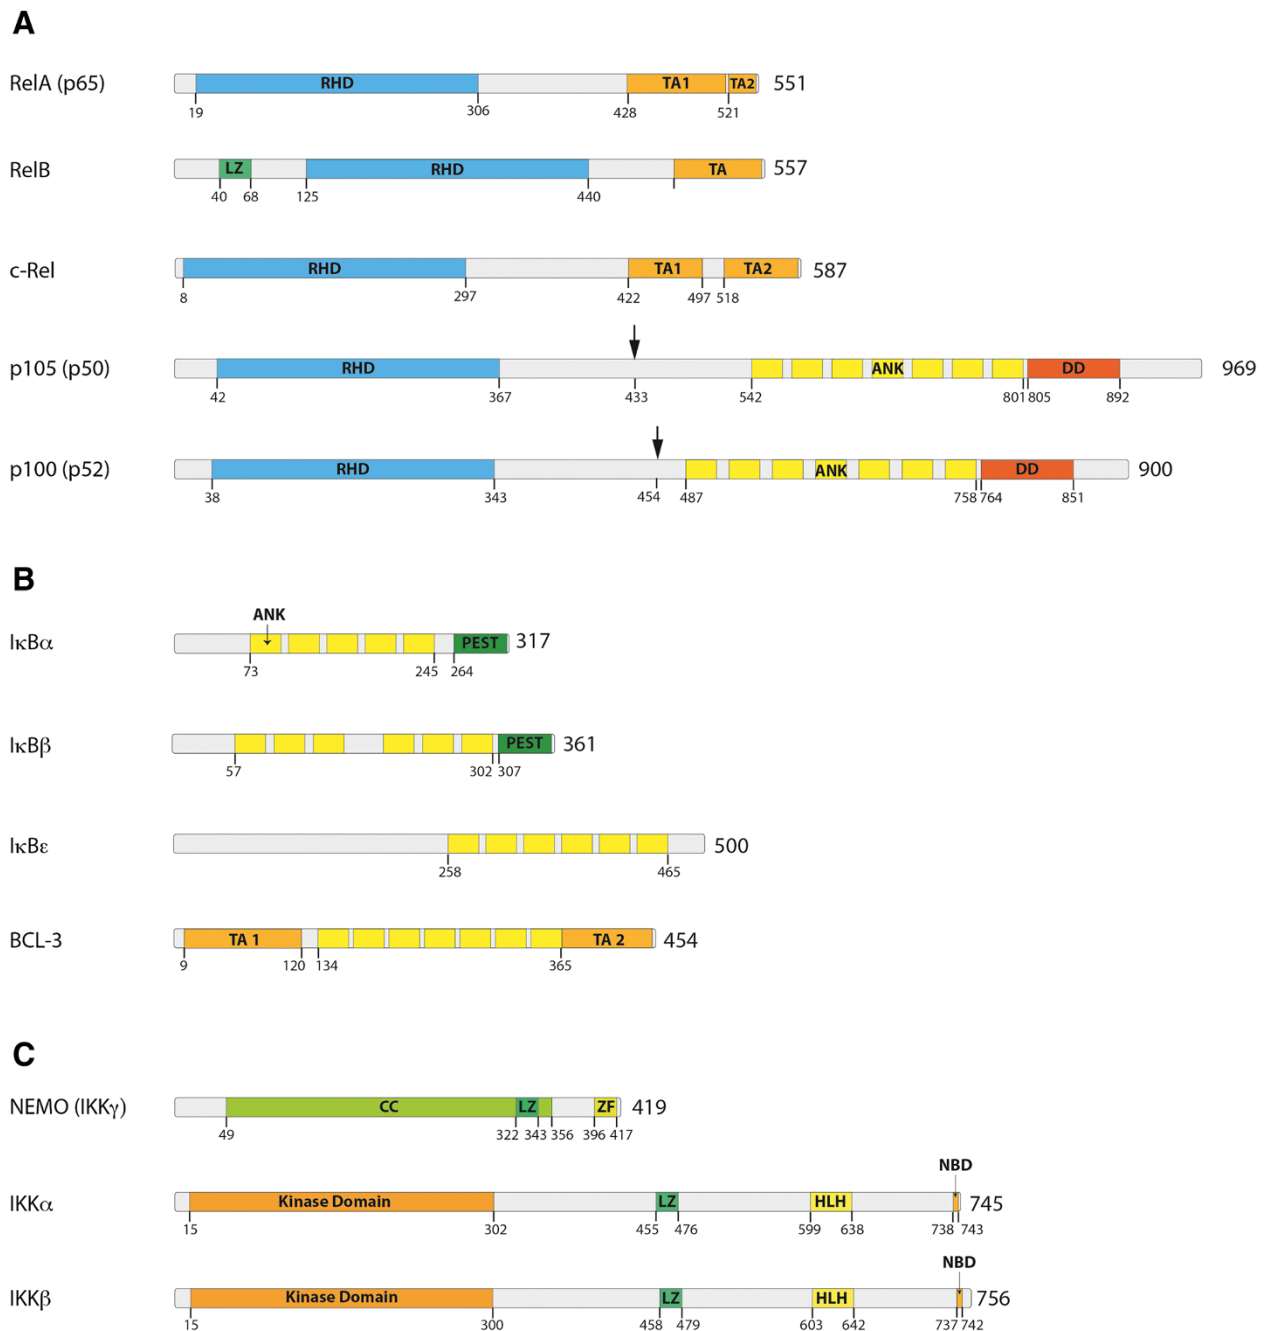 A
RelA (p65) RHD TA1 TA2 551
19 306 428 521
RelB LZ RHD TA 557
40 68 125 440
c-Rel RHD TA1 TA2 587
8 297 422 497 518
p105 (p50) RHD ANK DD 969
42 367 433 542 801 805 892
p100 (p52) RHD ANK DD 900
38 343 454 487 758 764 851
B
ANK
IκBα PEST 317
73 245 264
IκBβ PEST 361
57 302 307
IκBε 500
258 465
BCL-3 TA 1 TA 2 454
9 120 134 365
C
NEMO (IKKγ) CC LZ ZF 419
49 322 343 356 396 417
NBD
IKKα Kinase Domain LZ HLH 745
15 302 455 476 599 638 738 743
NBD
IKKβ Kinase Domain LZ HLH 756
15 300 458 479 603 642 737 742